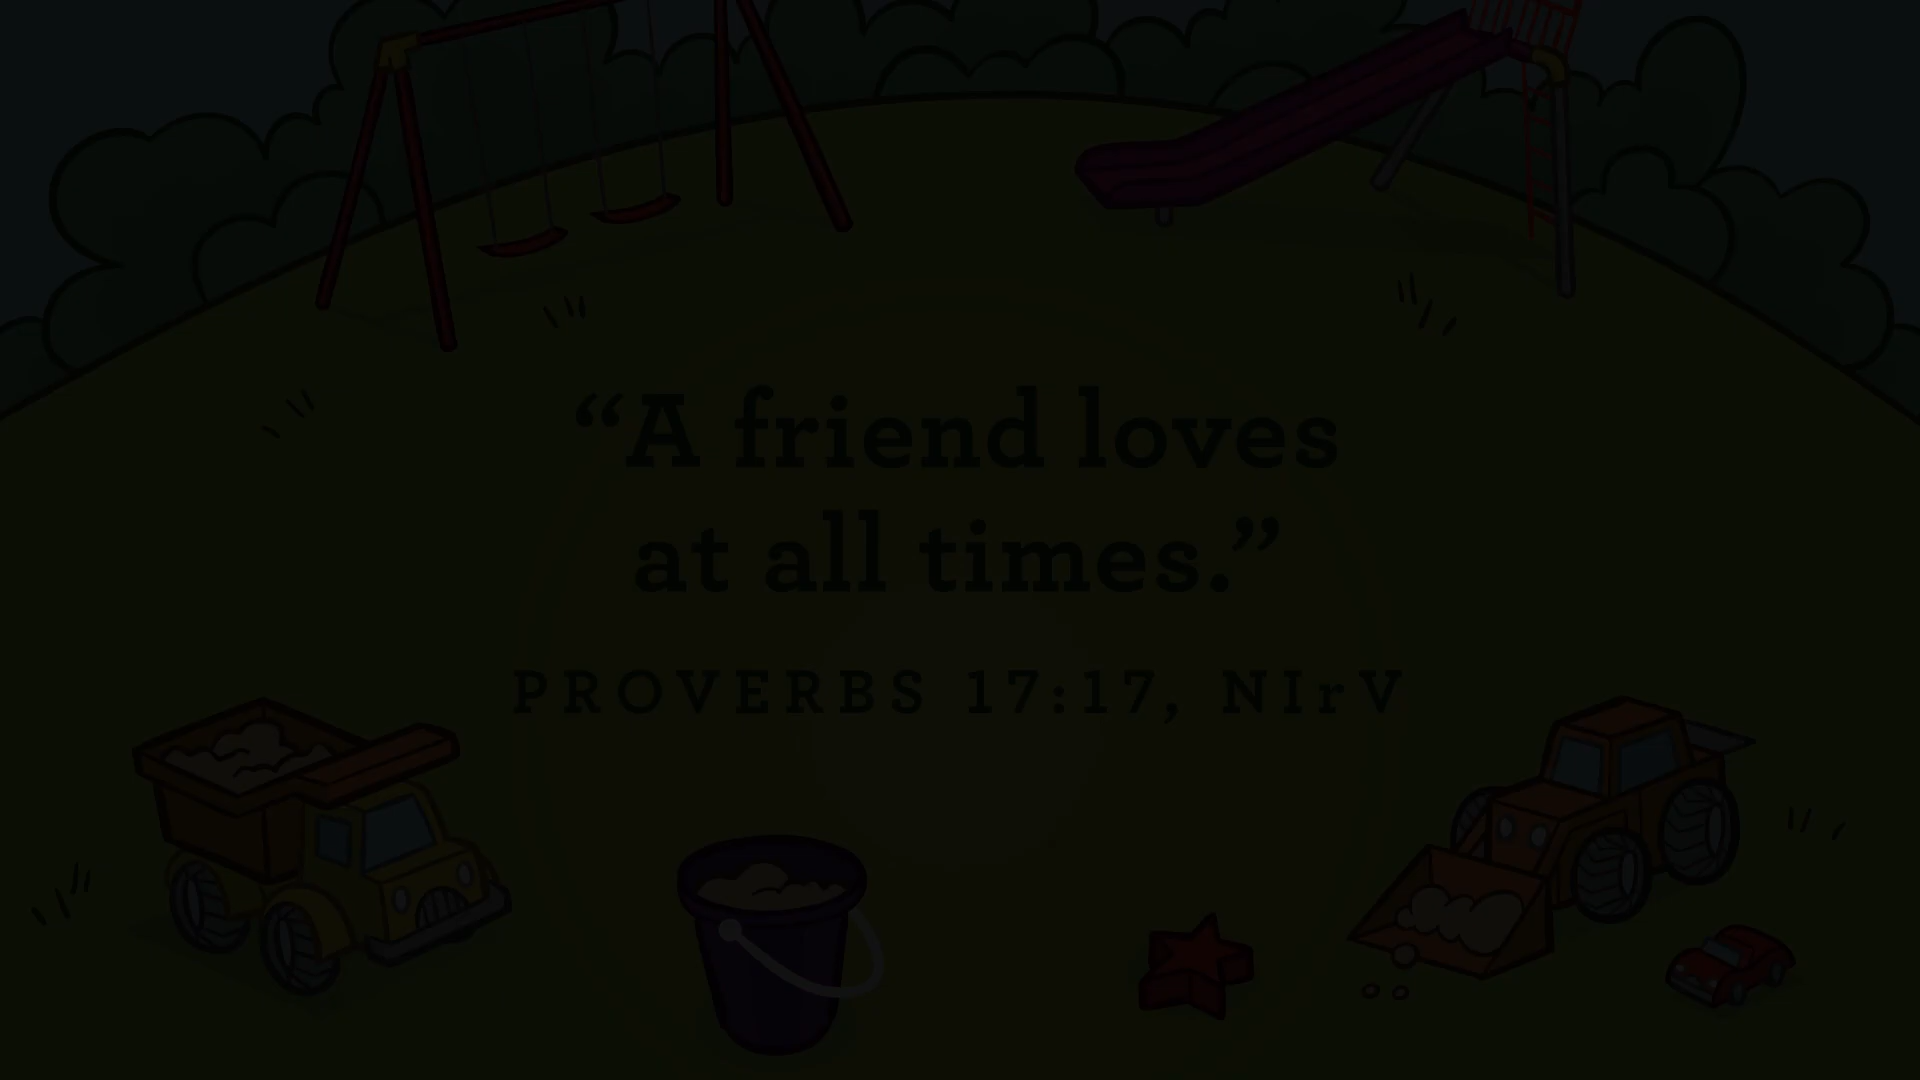 “A friend loves
at all times.”
PROVERBS 17:17, NIrV